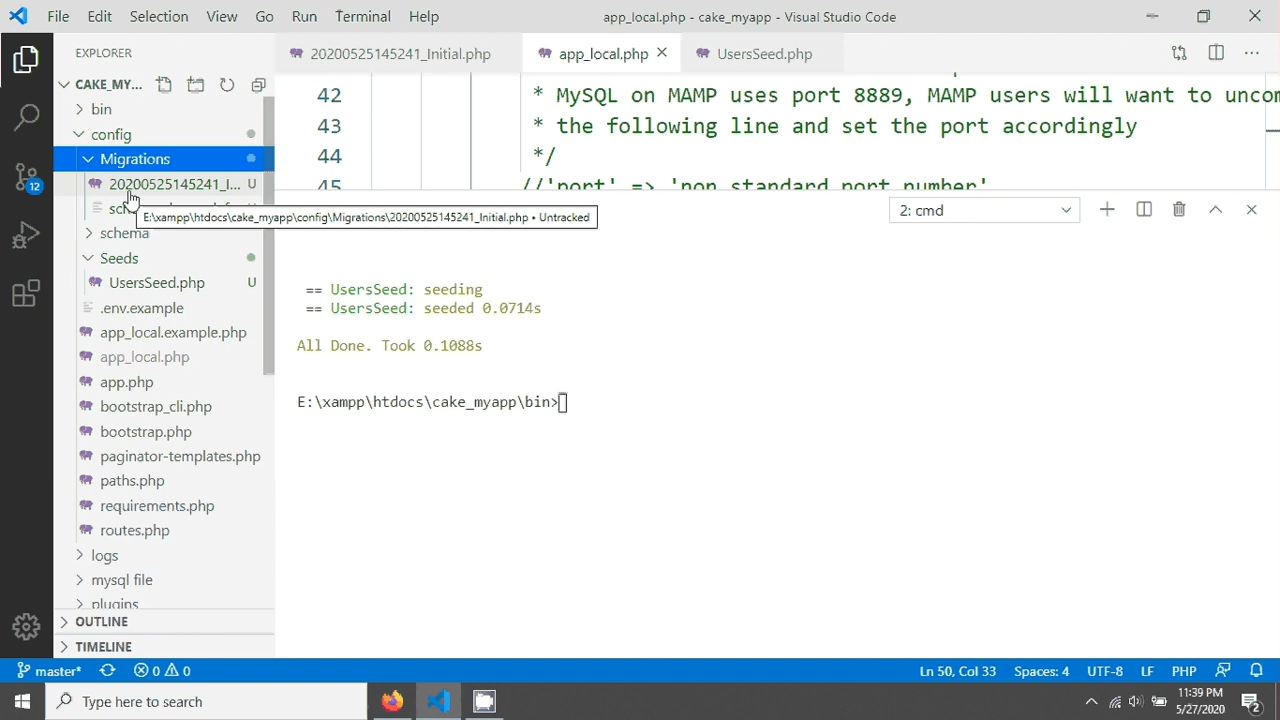 File Edit Selection View Go Run Terminal Help app_local.php - cake_myapp - Visual Studio Code
EXPLORER
20200525145241_Initial.php app_local.php UsersSeed.php
CAKE_MY...
bin
config
Migrations
20200525145241_I... U
E:\xampp\htdocs\cake_myapp\config\Migrations\20200525145241_Initial.php • Untracked
schema
Seeds
UsersSeed.php U
.env.example
app_local.example.php
app_local.php
app.php
bootstrap_cli.php
bootstrap.php
paginator-templates.php
paths.php
requirements.php
routes.php
logs
mysql file
plugins
OUTLINE
TIMELINE
12
42 * MySQL on MAMP uses port 8889, MAMP users will want to uncom
43 * the following line and set the port accordingly
44 */
45 //'port' => 'non_standard_port_number'
2: cmd
== UsersSeed: seeding
== UsersSeed: seeded 0.0714s
All Done. Took 0.1088s
E:\xampp\htdocs\cake_myapp\bin>
master* 0 0 Ln 50, Col 33 Spaces: 4 UTF-8 LF PHP
Type here to search
11:39 PM
5/27/2020
2